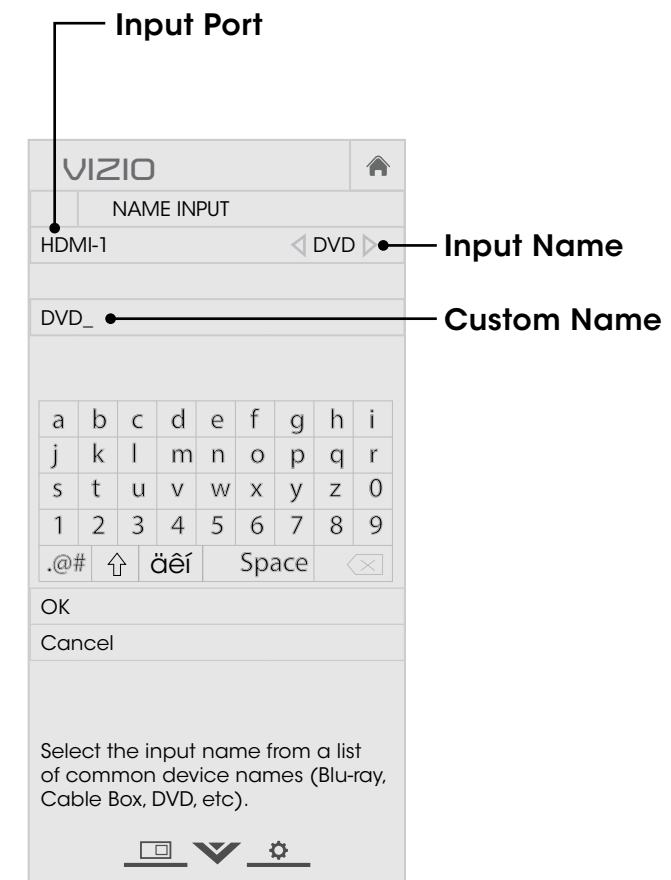 Input Port
VIZIO
NAME INPUT
HDMI-1 DVD Input Name
DVD_ Custom Name
a b c d e f g h i
j k l m n o p q r
s t u v w x y z 0
1 2 3 4 5 6 7 8 9
.@# äêí Space
OK
Cancel
Select the input name from a list
of common device names (Blu-ray,
Cable Box, DVD, etc).